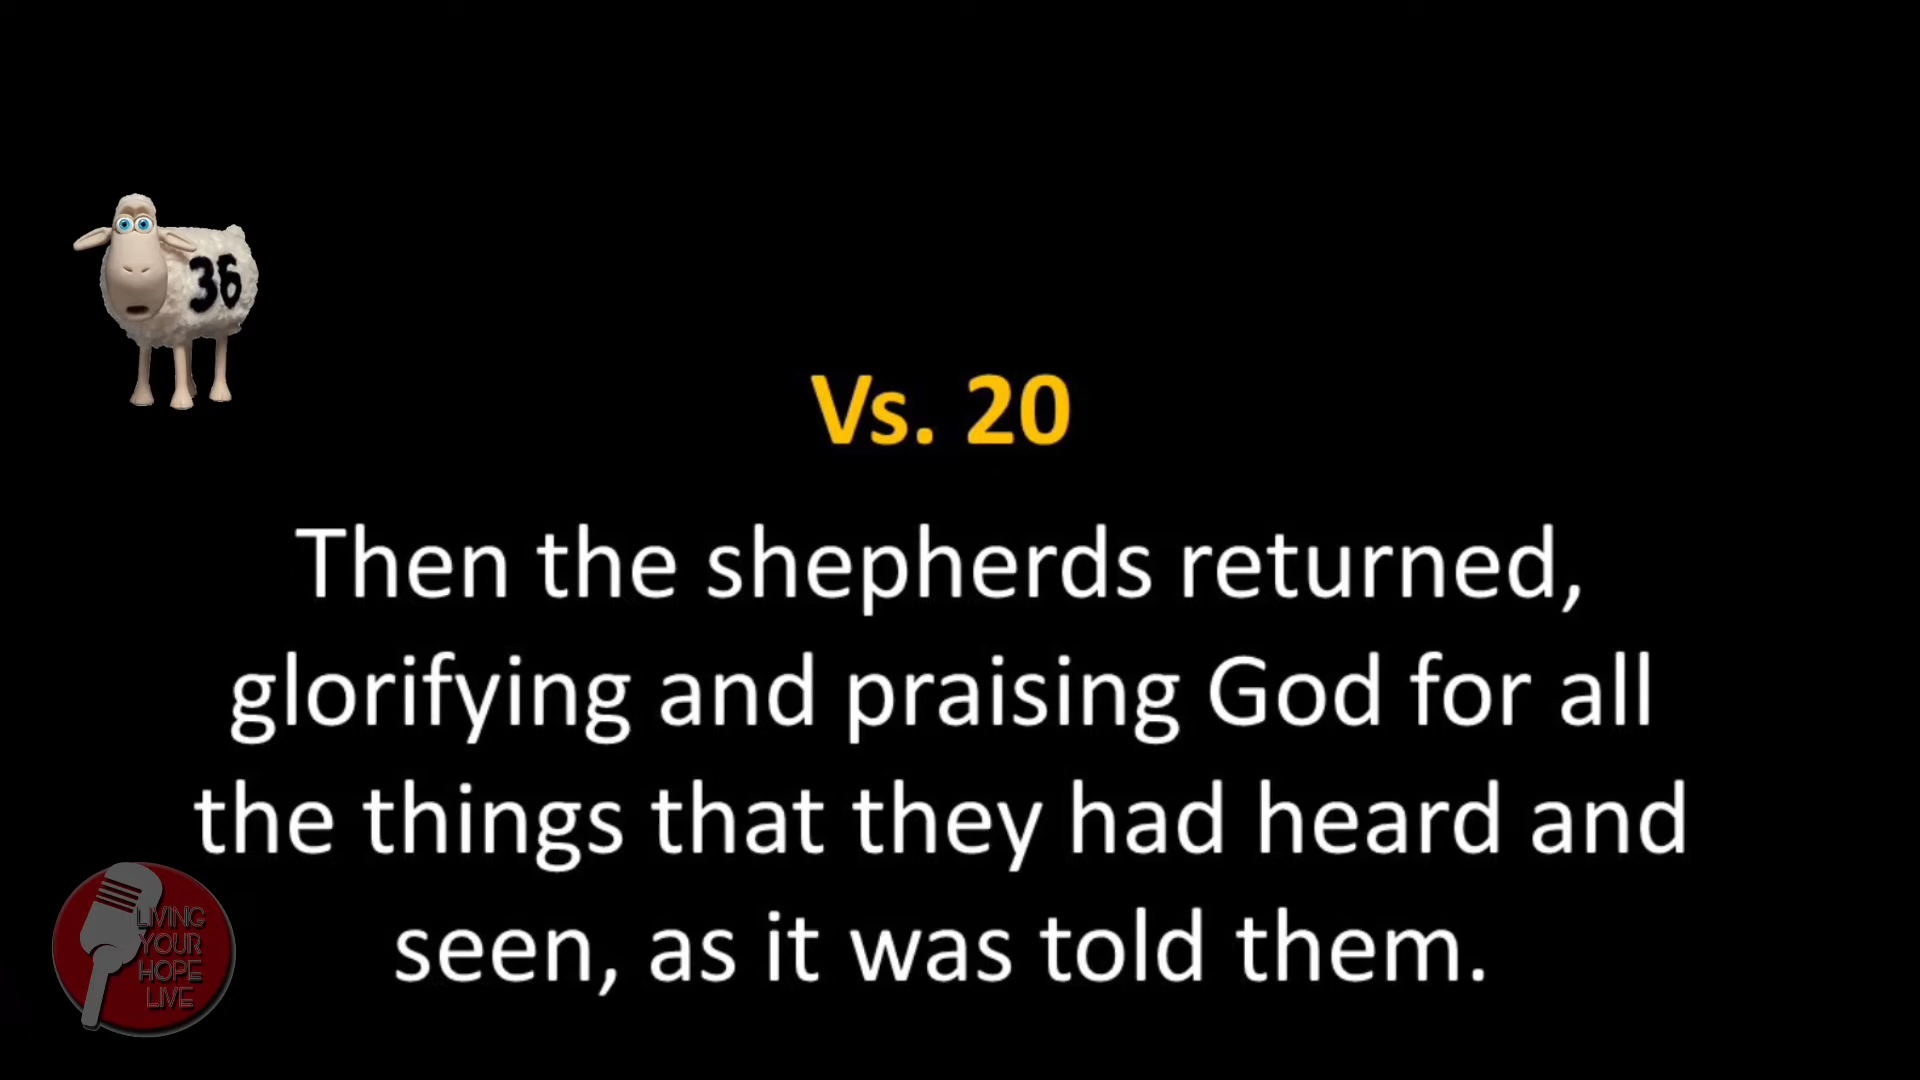 36
Vs. 20
Then the shepherds returned,
glorifying and praising God for all
the things that they had heard and
seen, as it was told them.
LIVING
YOUR
HOPE
LIVE